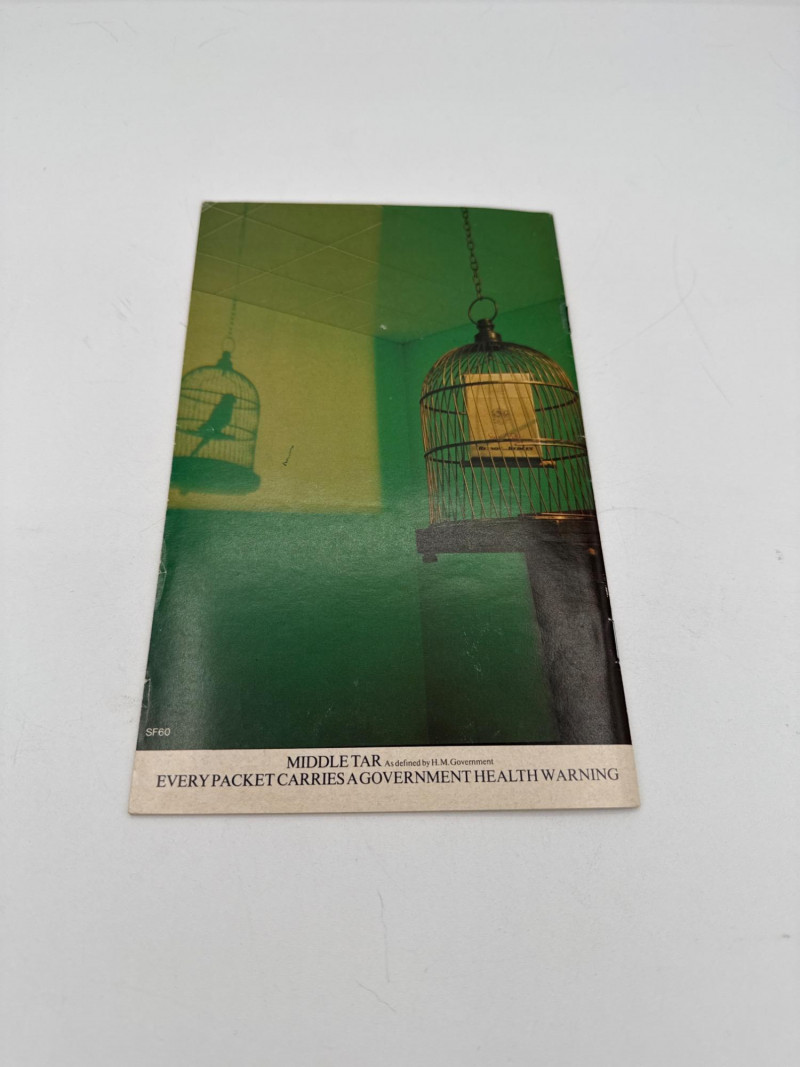 SF60
MIDDLE TAR As defined by H.M. Government
EVERY PACKET CARRIES A GOVERNMENT HEALTH WARNING